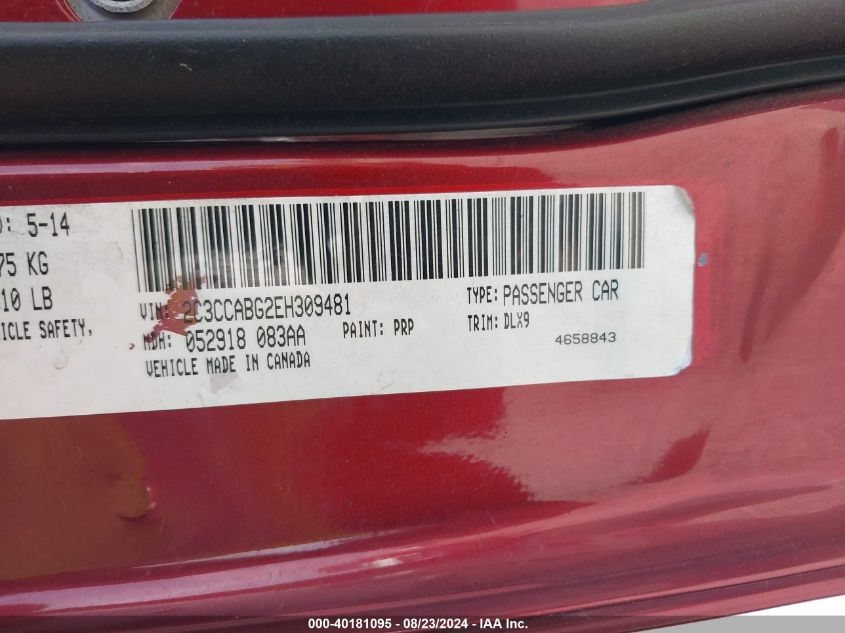 : 5-14
75 KG
10 LB
ICLE SAFETY,
VIN: 2C3CCABG2EH309481
TYPE: PASSENGER CAR
MDH: 052918 083AA
PAINT: PRP
TRIM: DLX9
VEHICLE MADE IN CANADA
4658843
000-40181095 - 08/23/2024 - IAA Inc.